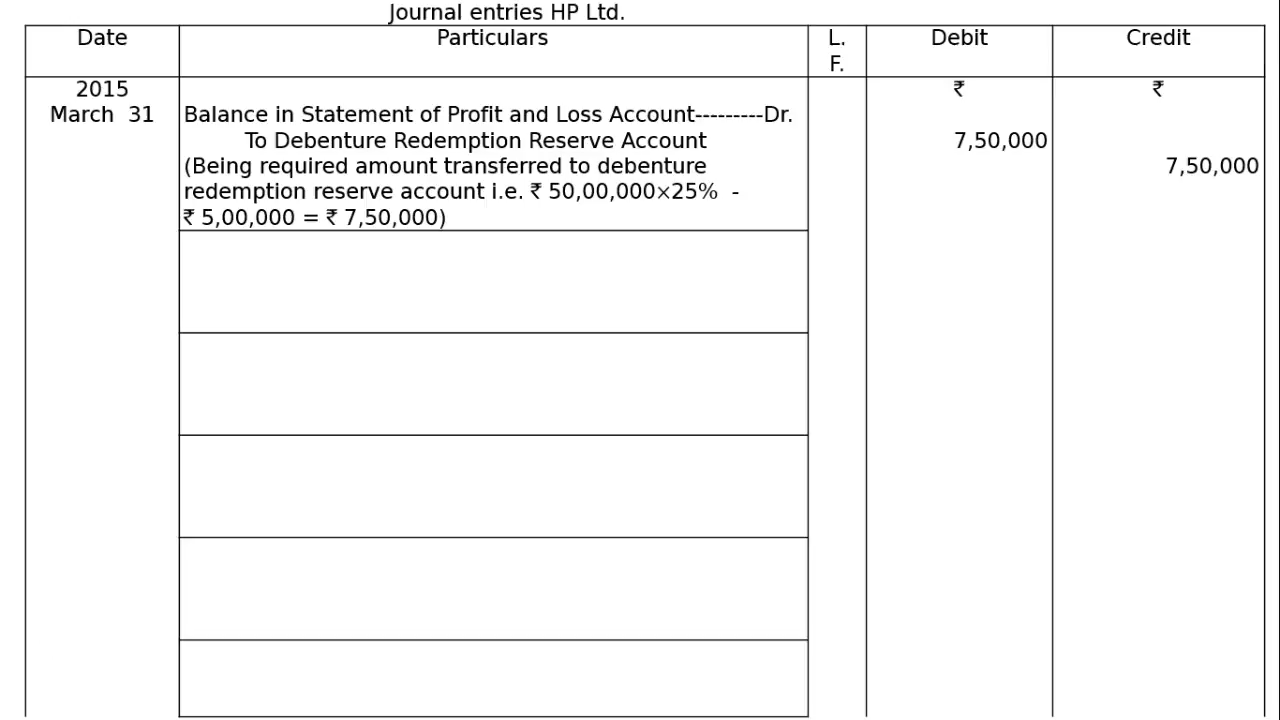 Journal entries HP Ltd.
Date Particulars L. F. Debit Credit
2015 ₹ ₹
March 31 Balance in Statement of Profit and Loss Account---------Dr.
To Debenture Redemption Reserve Account 7,50,000
(Being required amount transferred to debenture 7,50,000
redemption reserve account i.e. ₹ 50,00,000×25% -
₹ 5,00,000 = ₹ 7,50,000)